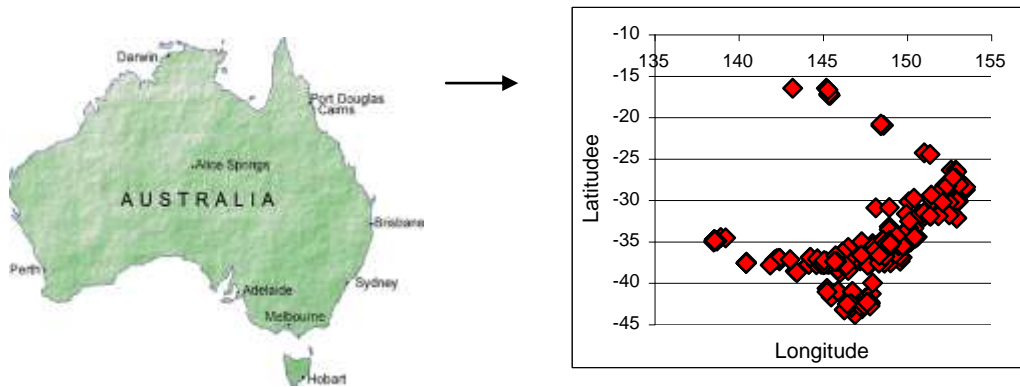 Darwin
Port Douglas
Cairns
Alice Springs
AUSTRALIA
Brisbane
Perth
Sydney
Adelaide
Melbourne
Hobart
-10
135 140 145 150 155
-15
-20
-25
-30
-35
-40
-45
Latitudee
Longitude